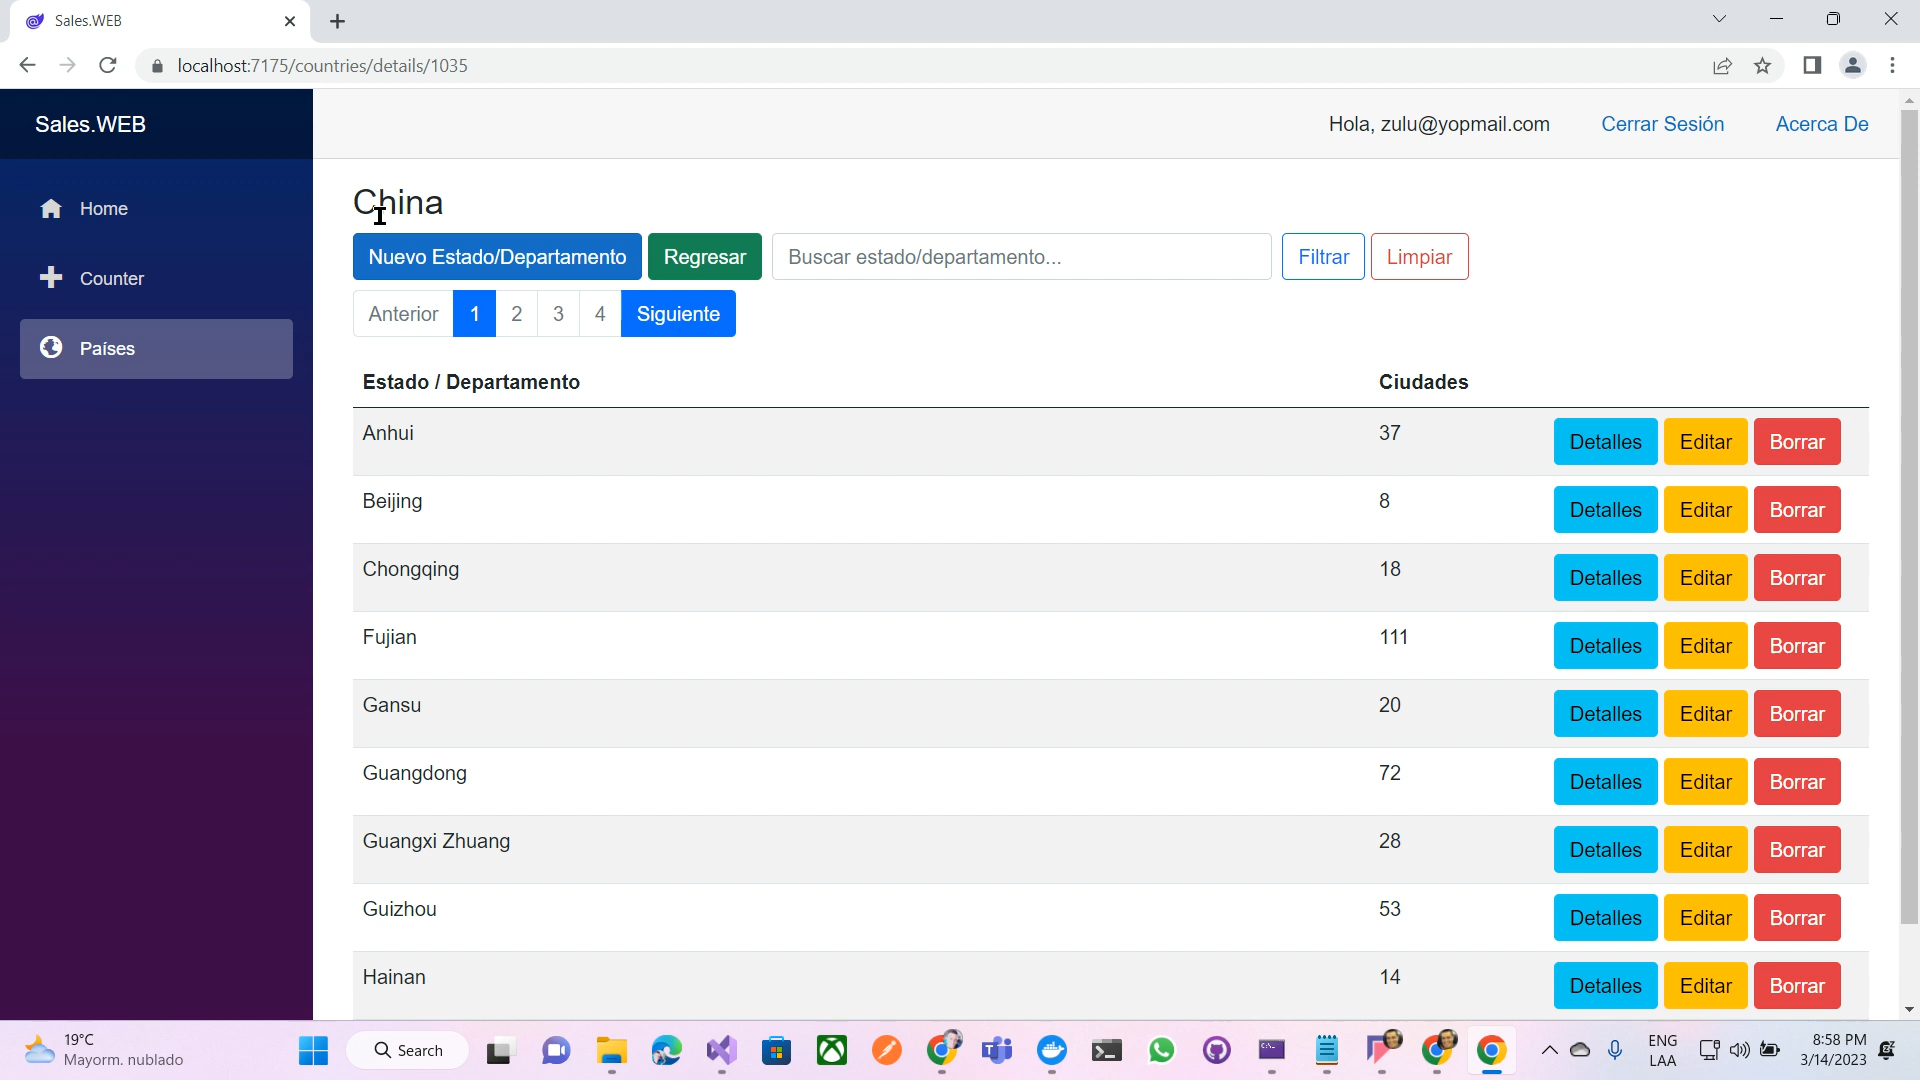 Sales.WEB
localhost:7175/countries/details/1035
Sales.WEB
Hola, zulu@yopmail.com Cerrar Sesión Acerca De
Home
Counter
Países
China
Nuevo Estado/Departamento Regresar Buscar estado/departamento... Filtrar Limpiar
Anterior 1 2 3 4 Siguiente
Estado / Departamento Ciudades
Anhui 37 Detalles Editar Borrar
Beijing 8 Detalles Editar Borrar
Chongqing 18 Detalles Editar Borrar
Fujian 111 Detalles Editar Borrar
Gansu 20 Detalles Editar Borrar
Guangdong 72 Detalles Editar Borrar
Guangxi Zhuang 28 Detalles Editar Borrar
Guizhou 53 Detalles Editar Borrar
Hainan 14 Detalles Editar Borrar
19°C
Mayorm. nublado
Search
ENG
LAA
8:58 PM
3/14/2023